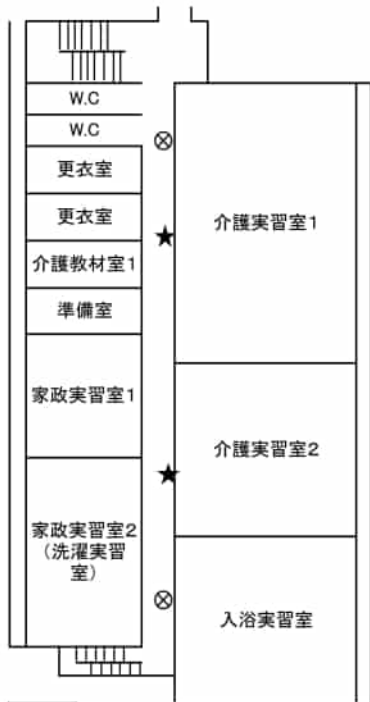 W.C
W.C
更衣室
更衣室
介護教材室1
準備室
家政実習室1
家政実習室2
(洗濯実習
室)
介護実習室1
介護実習室2
入浴実習室